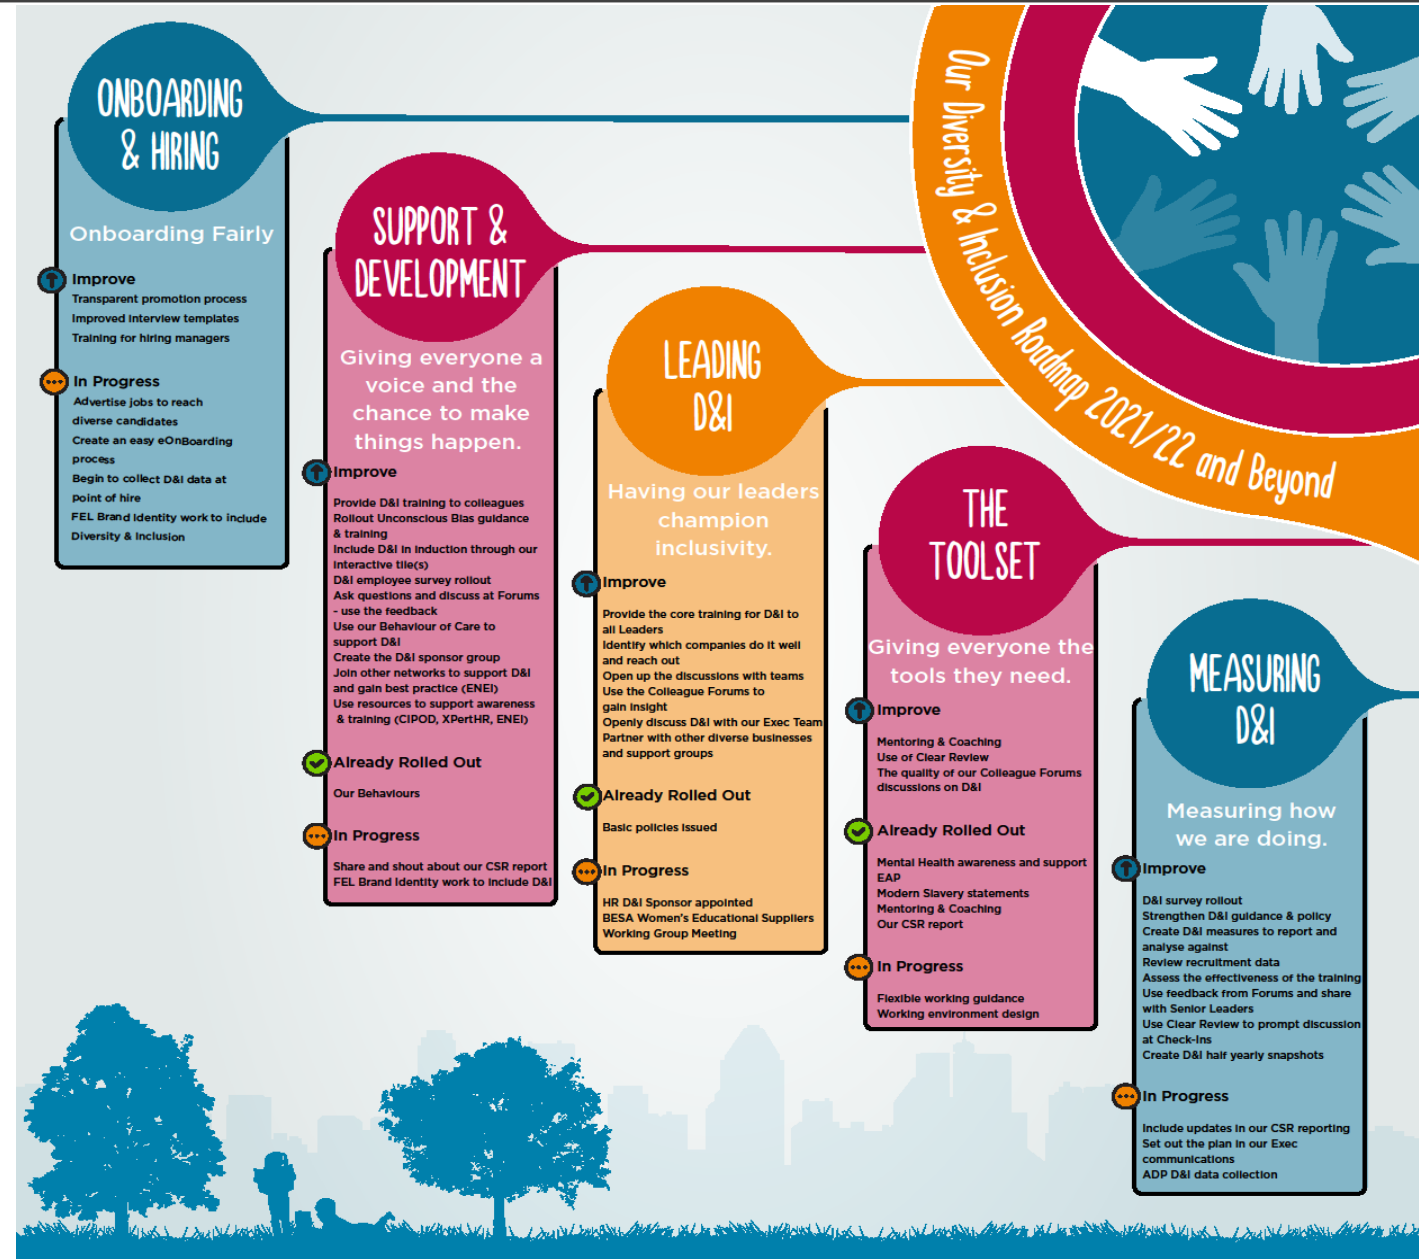 Our Diversity & Inclusion Roadmap 2021/22 and Beyond
ONBOARDING
& HIRING
Onboarding Fairly
Improve
Transparent promotion process
Improved interview templates
Training for hiring managers
In Progress
Advertise jobs to reach
diverse candidates
Create an easy eOnBoarding
process
Begin to collect D&I data at
point of hire
FEL Brand Identity work to include
Diversity & Inclusion
SUPPORT &
DEVELOPMENT
Giving everyone a
voice and the
chance to make
things happen.
Improve
Provide D&I training to colleagues
Rollout Unconscious Bias guidance
& training
Include D&I in induction through our
interactive tile(s)
D&I employee survey rollout
Ask questions and discuss at Forums
- use the feedback
Use our Behaviour of Care to
support D&I
Create the D&I sponsor group
Join other networks to support D&I
and gain best practice (ENEI)
Use resources to support awareness
& training (CIPOD, XPertHR, ENEI)
Already Rolled Out
Our Behaviours
In Progress
Share and shout about our CSR report
FEL Brand Identity work to include D&I
LEADING
D&I
Having our leaders
champion
inclusivity.
Improve
Provide the core training for D&I to
all Leaders
Identify which companies do it well
and reach out
Open up the discussions with teams
Use the Colleague Forums to
gain insight
Openly discuss D&I with our Exec Team
Partner with other diverse businesses
and support groups
Already Rolled Out
Basic policies issued
In Progress
HR D&I Sponsor appointed
BESA Women's Educational Suppliers
Working Group Meeting
THE
TOOLSET
Giving everyone the
tools they need.
Improve
Mentoring & Coaching
Use of Clear Review
The quality of our Colleague Forums
discussions on D&I
Already Rolled Out
Mental Health awareness and support
EAP
Modern Slavery statements
Mentoring & Coaching
Our CSR report
In Progress
Flexible working guidance
Working environment design
MEASURING
D&I
Measuring how
we are doing.
Improve
D&I survey rollout
Strengthen D&I guidance & policy
Create D&I measures to report and
analyse against
Review recruitment data
Assess the effectiveness of the training
Use feedback from Forums and share
with Senior Leaders
Use Clear Review to prompt discussion
at Check-Ins
Create D&I half yearly snapshots
In Progress
Include updates in our CSR reporting
Set out the plan in our Exec
communications
ADP D&I data collection